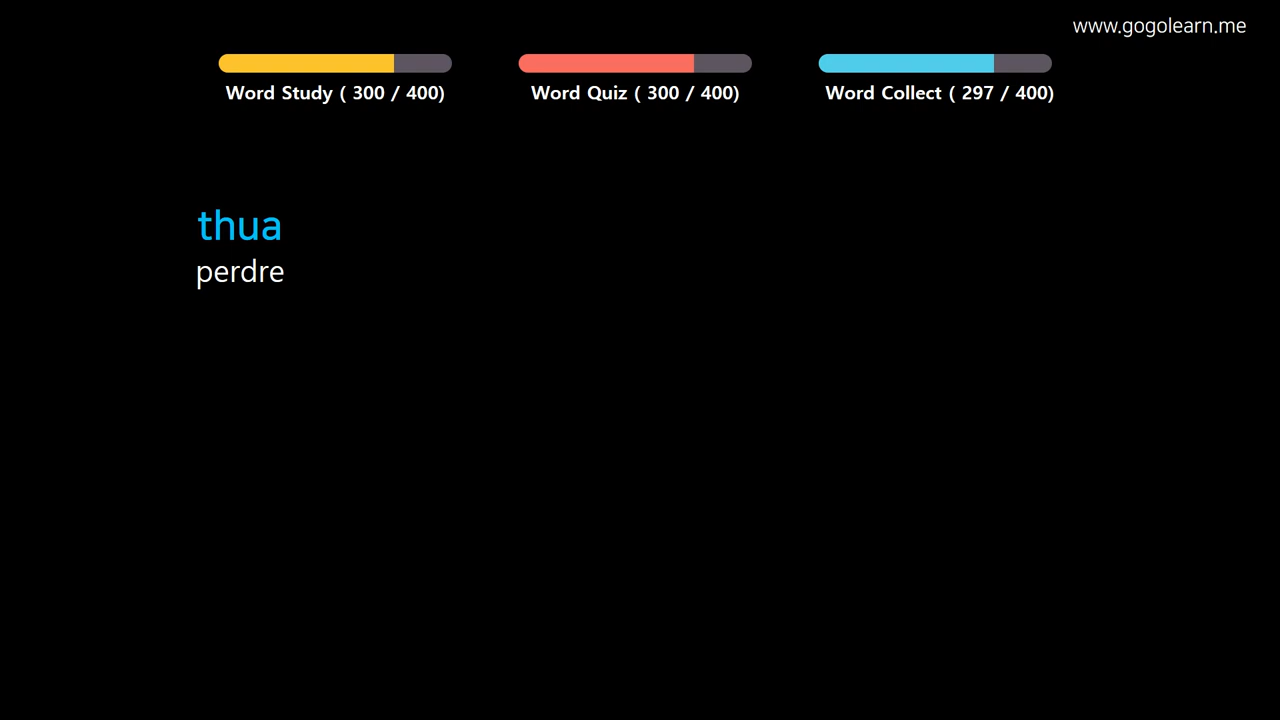 www.gogolearn.me
Word Study ( 300 / 400)
Word Quiz ( 300 / 400)
Word Collect ( 297 / 400)
thua
perdre